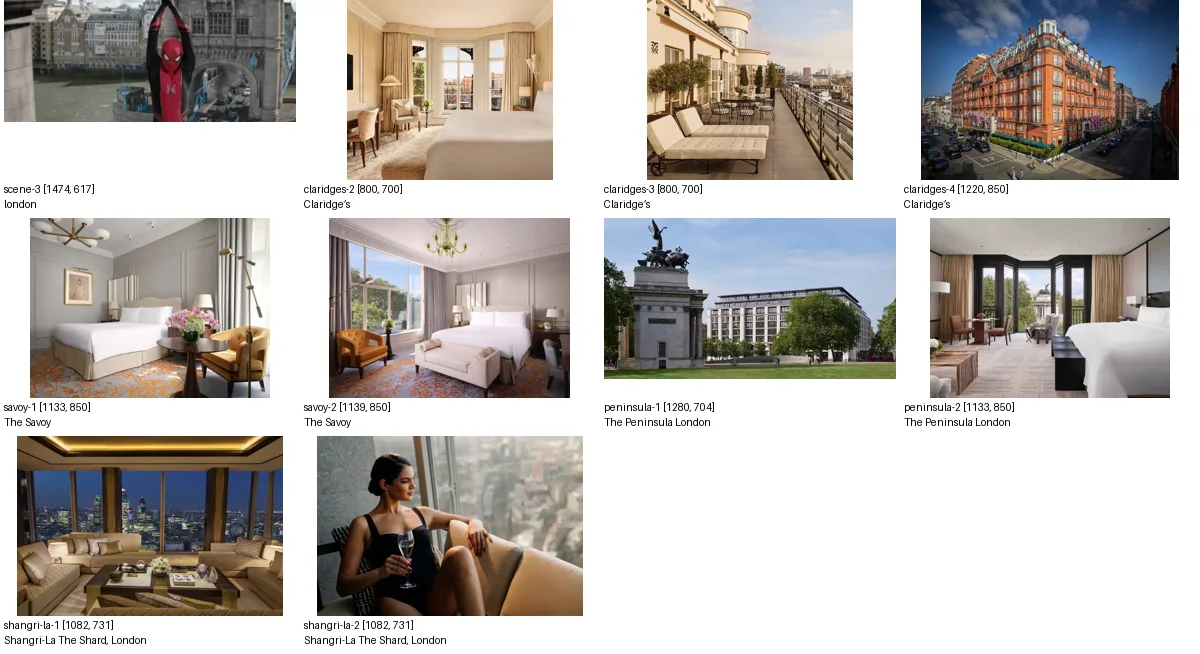 scene-3 [1474, 617]
london
claridges-2 [800, 700]
Claridge's
claridges-3 [800, 700]
Claridge's
claridges-4 [1220, 850]
Claridge's
savoy-1 [1133, 850]
The Savoy
savoy-2 [1139, 850]
The Savoy
peninsula-1 [1280, 704]
The Peninsula London
peninsula-2 [1133, 850]
The Peninsula London
shangri-la-1 [1082, 731]
Shangri-La The Shard, London
shangri-la-2 [1082, 731]
Shangri-La The Shard, London